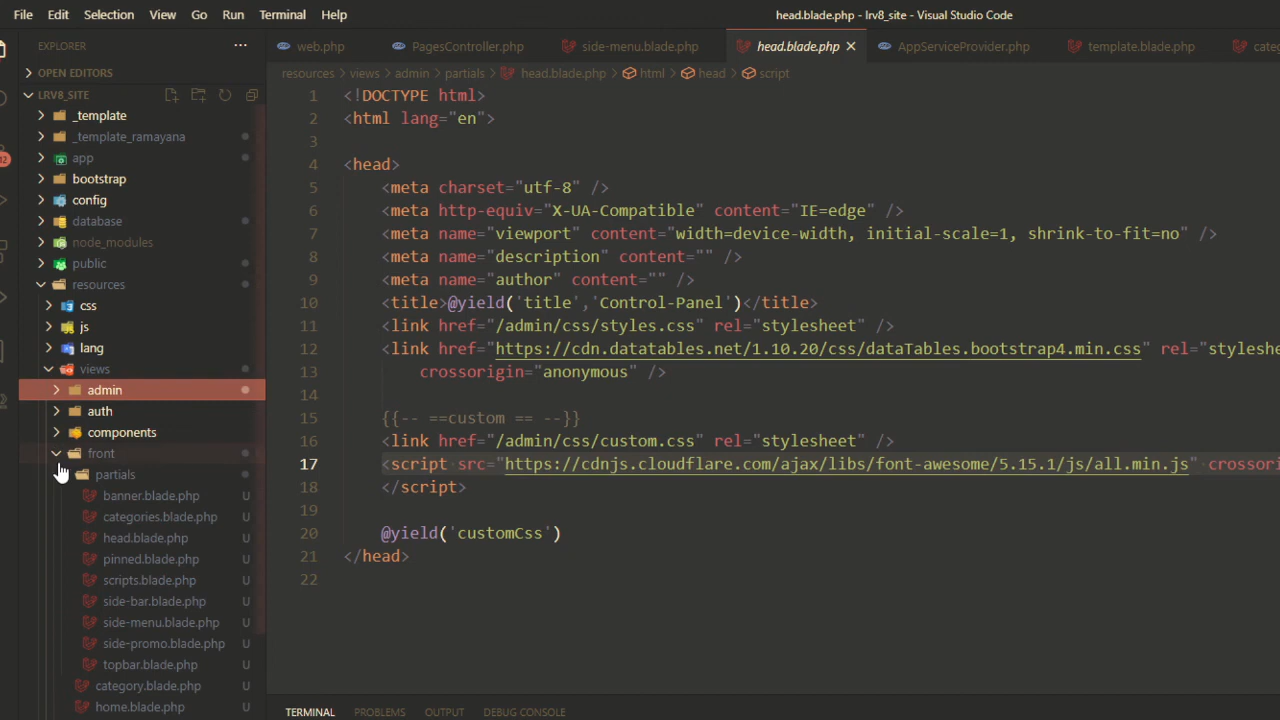 File Edit Selection View Go Run Terminal Help head.blade.php - lrv8_site - Visual Studio Code
EXPLORER
web.php PagesController.php side-menu.blade.php head.blade.php AppServiceProvider.php template.blade.php
OPEN EDITORS
resources views admin partials head.blade.php html head script
LRV8_SITE
_template
_template_ramayana
app
bootstrap
config
database
node_modules
public
resources
css
js
lang
views
admin
auth
components
front
partials
banner.blade.php U
categories.blade.php U
head.blade.php U
pinned.blade.php U
scripts.blade.php U
side-bar.blade.php U
side-menu.blade.php U
side-promo.blade.php U
topbar.blade.php U
category.blade.php U
home.blade.php U
12
1 <!DOCTYPE html>
2 <html lang="en">
3
4 <head>
5 <meta charset="utf-8" />
6 <meta http-equiv="X-UA-Compatible" content="IE=edge" />
7 <meta name="viewport" content="width=device-width, initial-scale=1, shrink-to-fit=no" />
8 <meta name="description" content="" />
9 <meta name="author" content="" />
10 <title>@yield('title','Control-Panel')</title>
11 <link href="/admin/css/styles.css" rel="stylesheet" />
12 <link href="https://cdn.datatables.net/1.10.20/css/dataTables.bootstrap4.min.css" rel="styleshe
13 crossorigin="anonymous" />
14
15 {{-- ==custom == --}}
16 <link href="/admin/css/custom.css" rel="stylesheet" />
17 <script src="https://cdnjs.cloudflare.com/ajax/libs/font-awesome/5.15.1/js/all.min.js" crossori
18 </script>
19
20 @yield('customCss')
21 </head>
22
TERMINAL PROBLEMS OUTPUT DEBUG CONSOLE